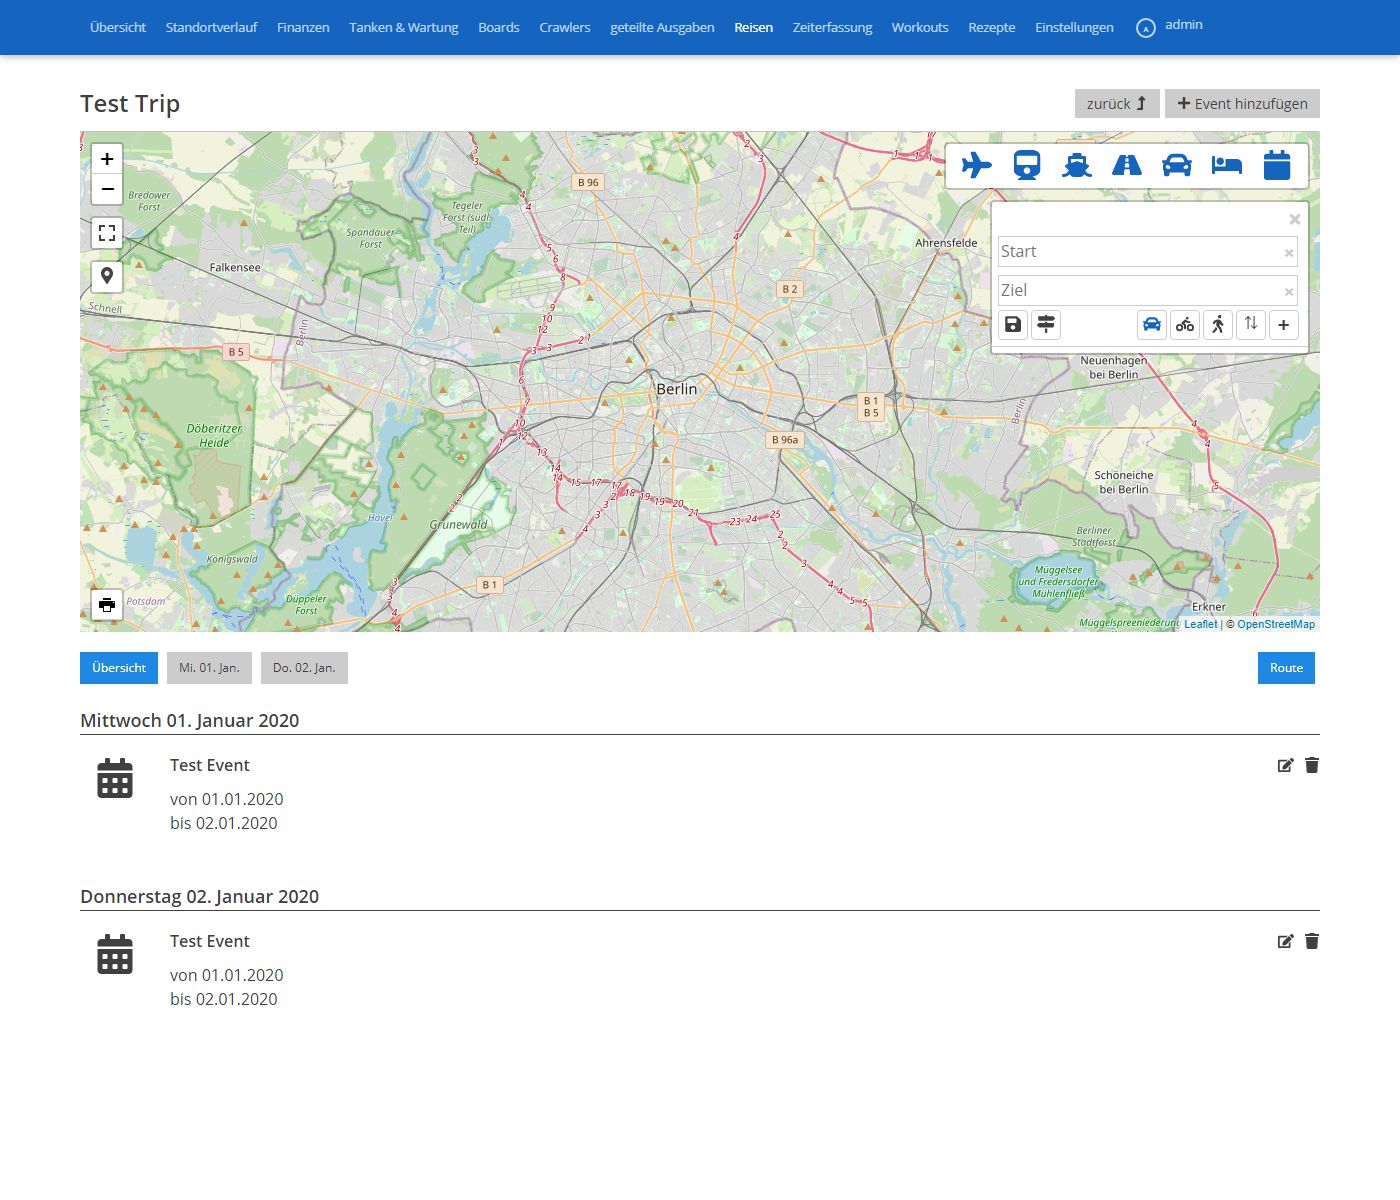 Übersicht Standortverlauf Finanzen Tanken & Wartung Boards Crawlers geteilte Ausgaben Reisen Zeiterfassung Workouts Rezepte Einstellungen A admin
Test Trip
zurück
Event hinzufügen
+
−
Bredower
Forst
Spandauer
Forst
Tegeler
Forst (südl.
Teil)
B 96
Falkensee
Schnell
Berlin
B 5
B 2
Ahrensfelde
Start
Ziel
+
Neuenhagen
bei Berlin
Berlin
Berlin
B 1
B 5
B 96a
Döberitzer
Heide
Schöneiche
bei Berlin
Havel
Grunewald
Berliner
Stadtforst
Königswald
Müggelsee
und Fredersdorfer
Mühlenfließ
B 1
Potsdam
Düppeler
Forst
Erkner
Müggelspreeniederung
Leaflet | © OpenStreetMap
Übersicht Mi. 01. Jan. Do. 02. Jan. Route
Mittwoch 01. Januar 2020
Test Event
von 01.01.2020
bis 02.01.2020
Donnerstag 02. Januar 2020
Test Event
von 01.01.2020
bis 02.01.2020